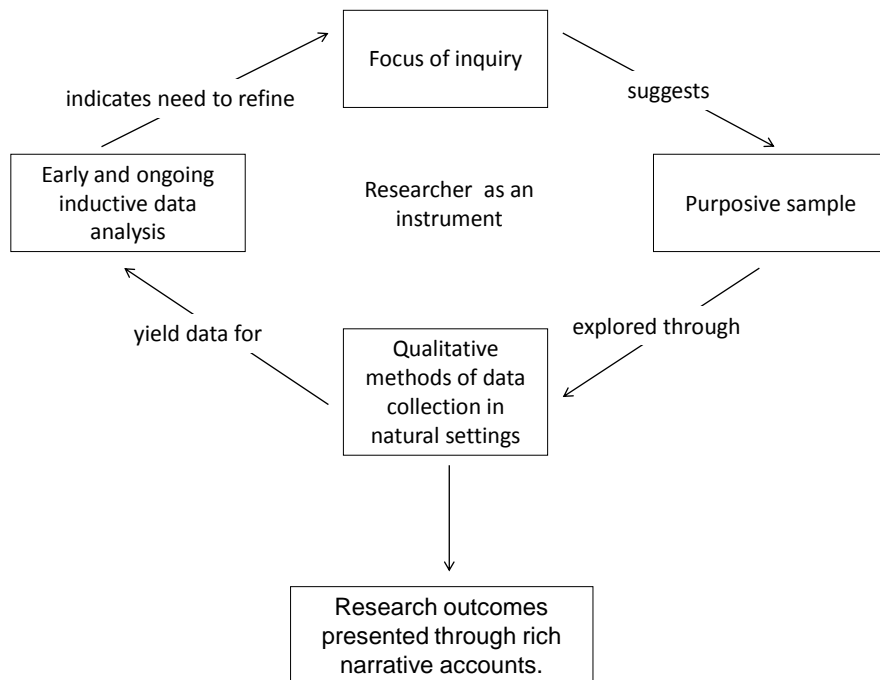 Focus of inquiry
indicates need to refine
suggests
Early and ongoing
inductive data
analysis
Researcher as an
instrument
Purposive sample
yield data for
explored through
Qualitative
methods of data
collection in
natural settings
Research outcomes
presented through rich
narrative accounts.